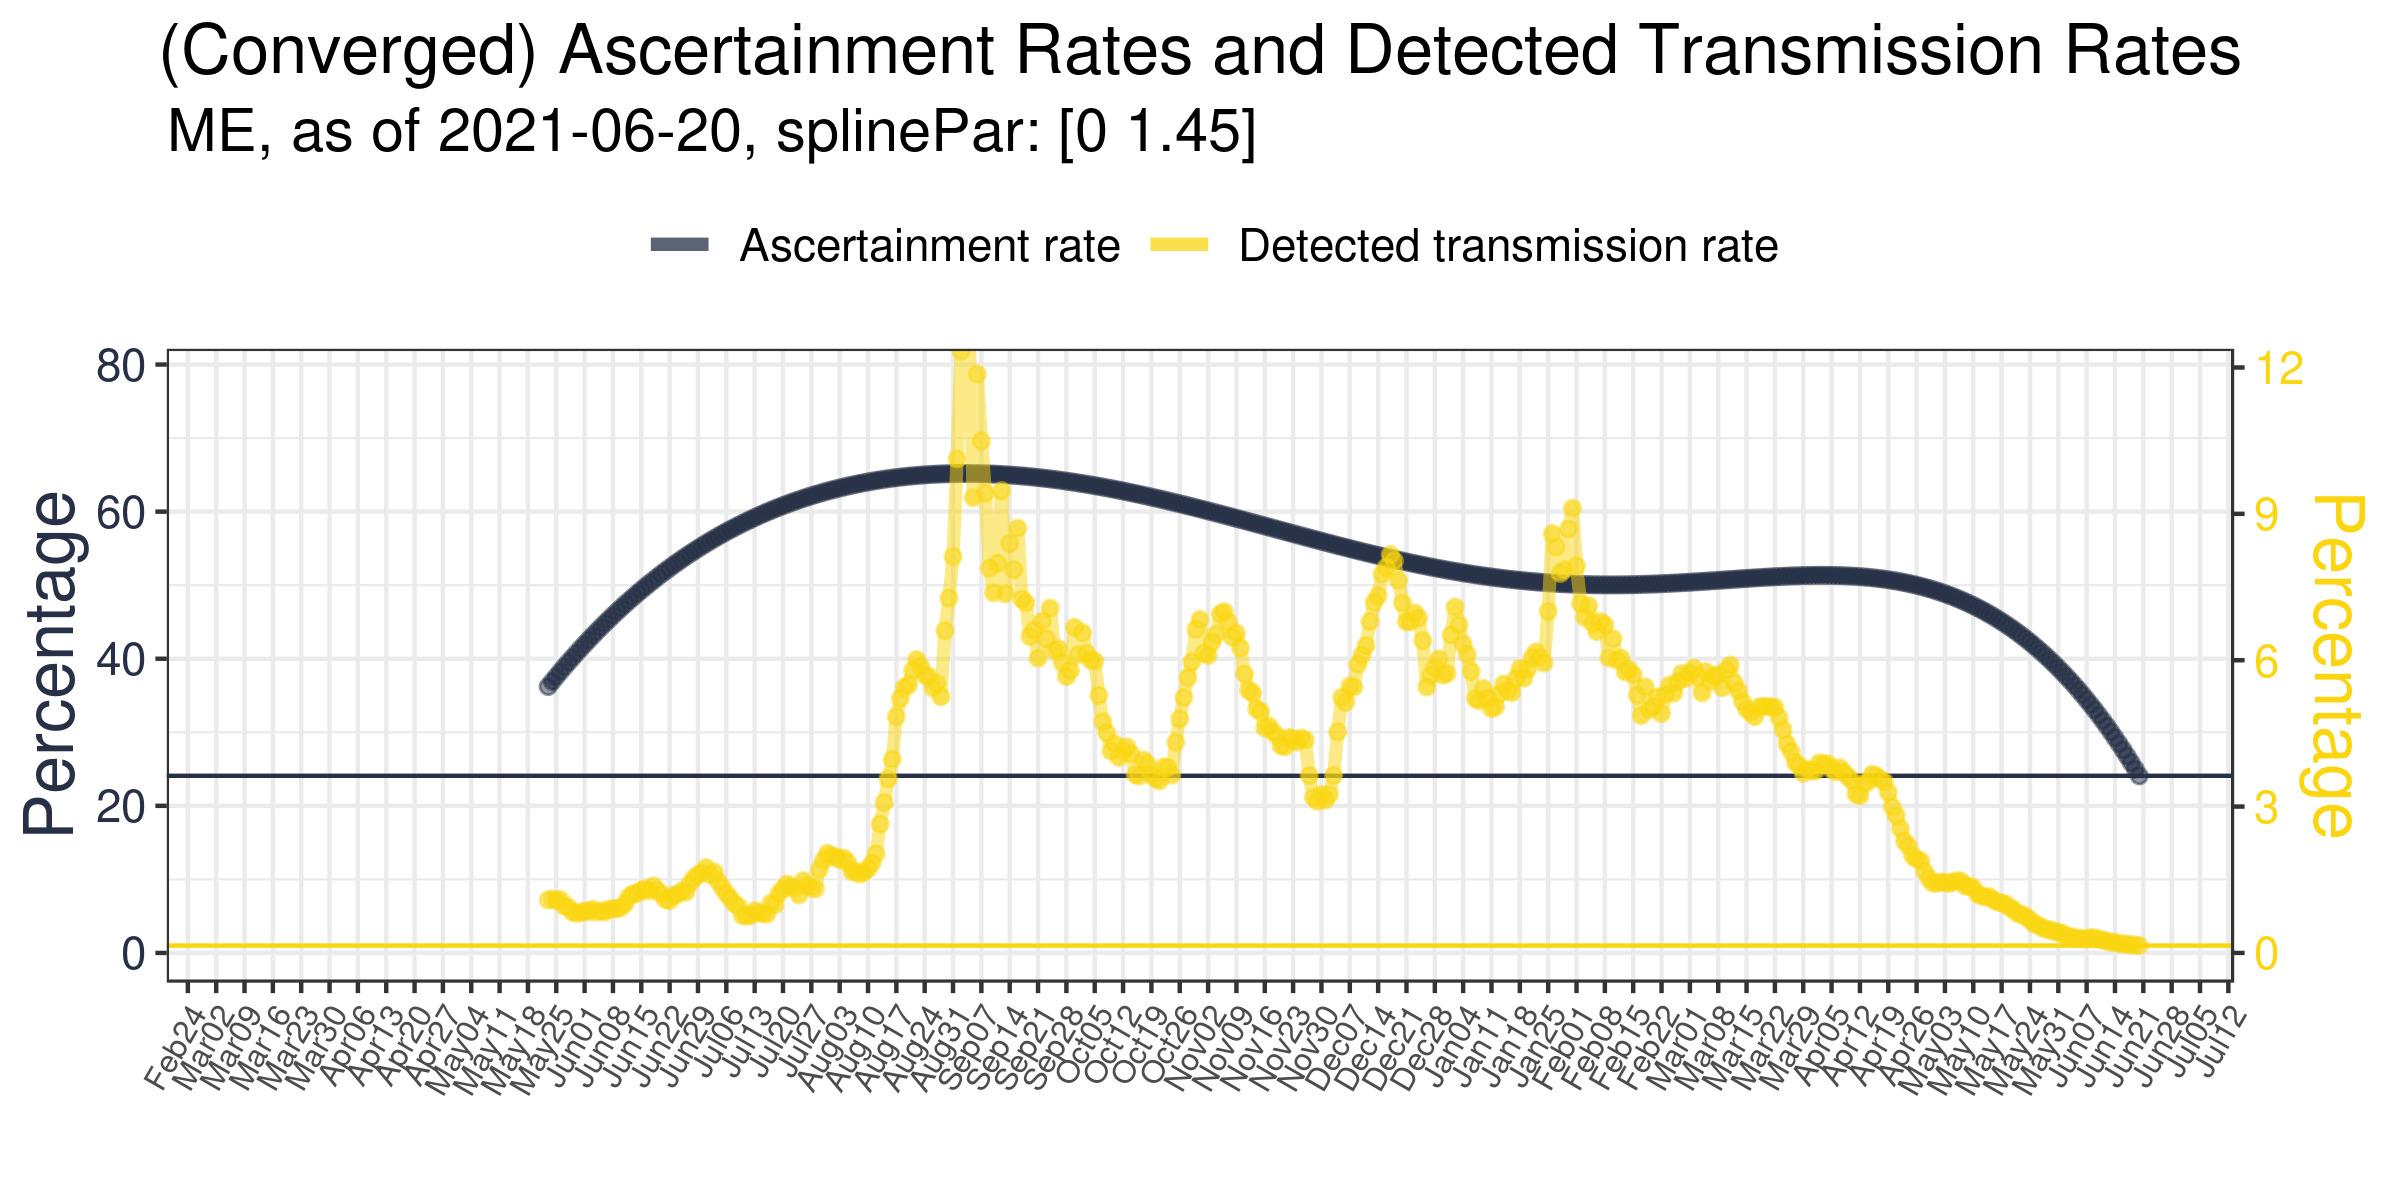 (Converged) Ascertainment Rates and Detected Transmission Rates
ME, as of 2021-06-20, splinePar: [0 1.45]
Ascertainment rate
Detected transmission rate
Percentage
80
60
40
20
0
12
9
6
3
0
Percentage
Feb24
Mar02
Mar09
Mar16
Mar23
Mar30
Apr06
Apr13
Apr20
Apr27
May04
May11
May18
May25
Jun01
Jun08
Jun15
Jun22
Jun29
Jul06
Jul13
Jul20
Jul27
Aug03
Aug10
Aug17
Aug24
Aug31
Sep07
Sep14
Sep21
Sep28
Oct05
Oct12
Oct19
Oct26
Nov02
Nov09
Nov16
Nov23
Nov30
Dec07
Dec14
Dec21
Dec28
Jan04
Jan11
Jan18
Jan25
Feb01
Feb08
Feb15
Feb22
Mar01
Mar08
Mar15
Mar22
Mar29
Apr05
Apr12
Apr19
Apr26
May03
May10
May17
May24
May31
Jun07
Jun14
Jun21
Jun28
Jul05
Jul12